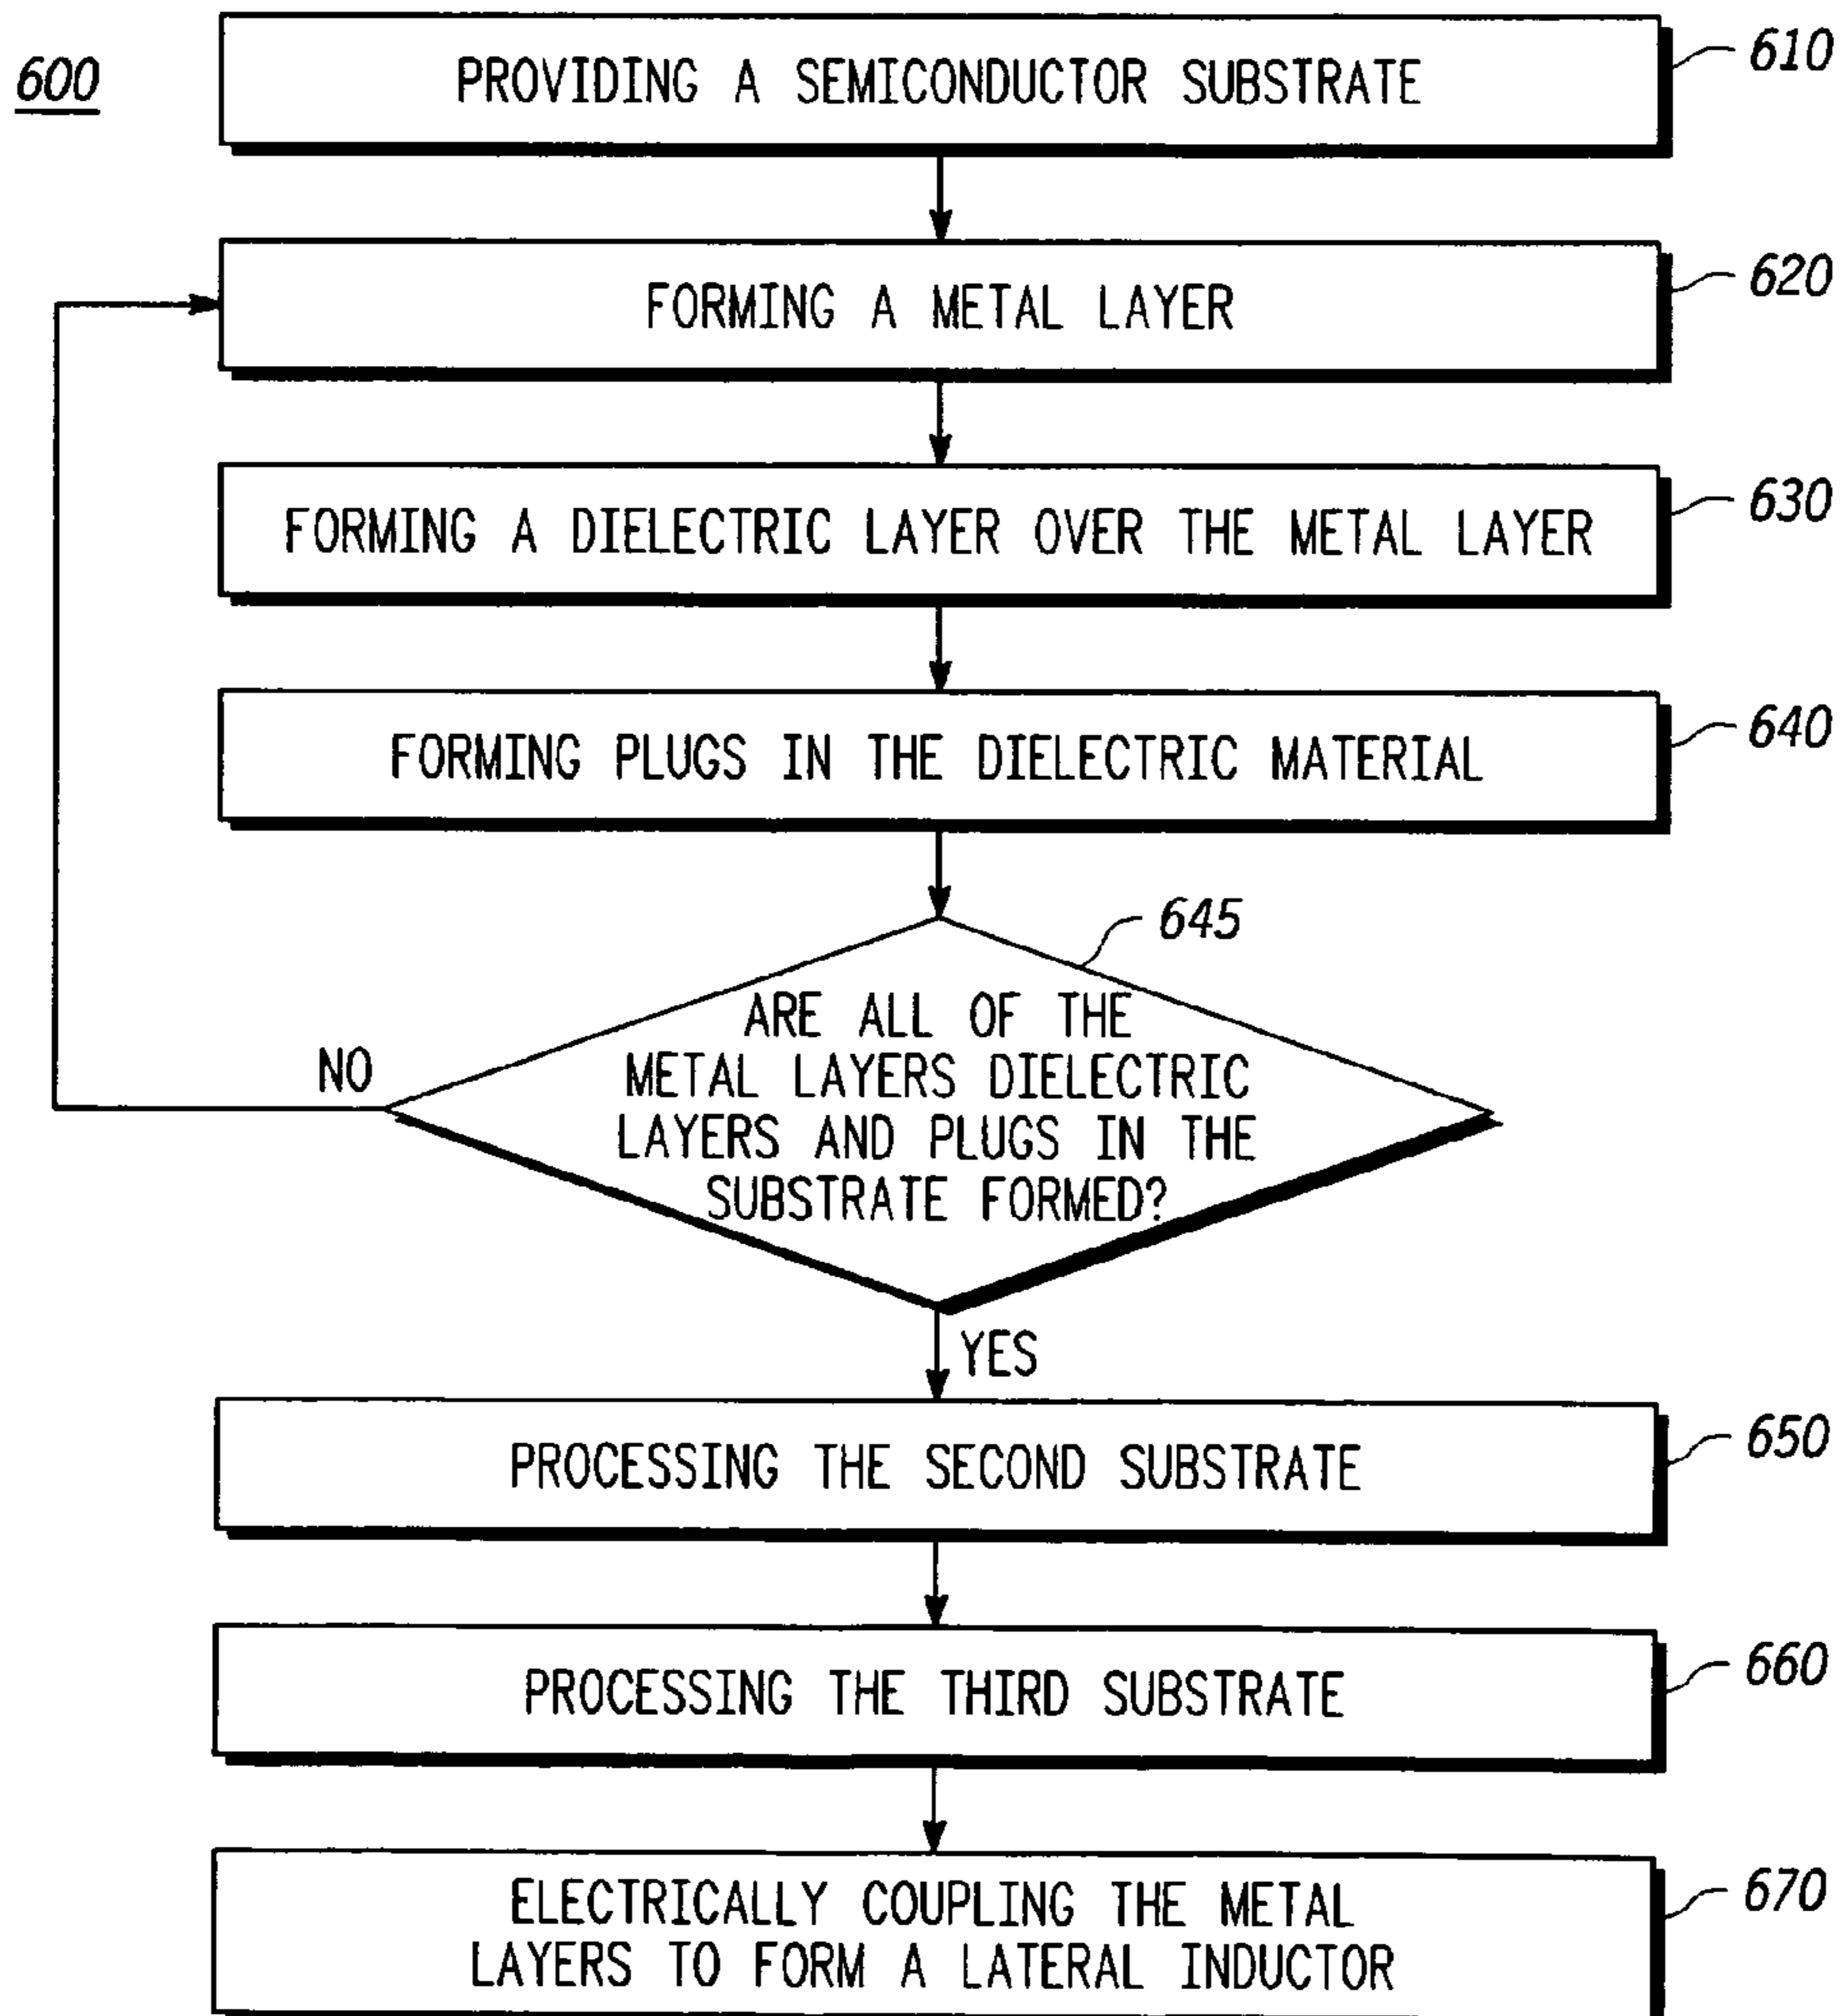 600
PROVIDING A SEMICONDUCTOR SUBSTRATE
610
FORMING A METAL LAYER
620
FORMING A DIELECTRIC LAYER OVER THE METAL LAYER
630
FORMING PLUGS IN THE DIELECTRIC MATERIAL
640
645
ARE ALL OF THE
METAL LAYERS DIELECTRIC
LAYERS AND PLUGS IN THE
SUBSTRATE FORMED?
NO
YES
PROCESSING THE SECOND SUBSTRATE
650
PROCESSING THE THIRD SUBSTRATE
660
ELECTRICALLY COUPLING THE METAL
LAYERS TO FORM A LATERAL INDUCTOR
670